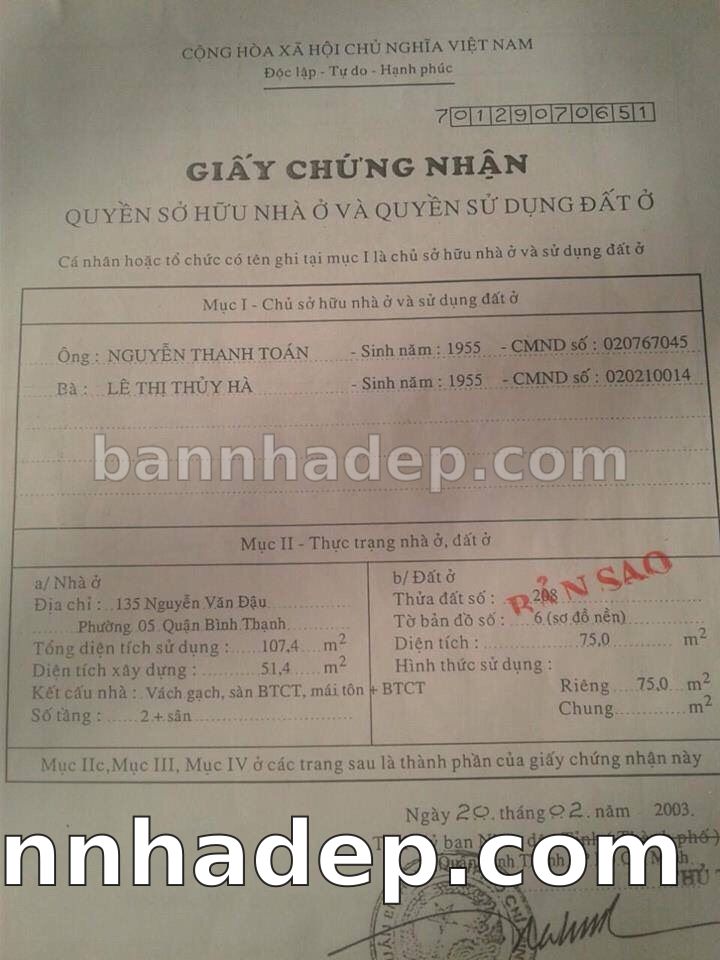 CỘNG HÒA XÃ HỘI CHỦ NGHĨA VIỆT NAM
Độc lập - Tự do - Hạnh phúc
70129070651
GIẤY CHỨNG NHẬN
QUYỀN SỞ HỮU NHÀ Ở VÀ QUYỀN SỬ DỤNG ĐẤT Ở
Cá nhân hoặc tổ chức có tên ghi tại mục I là chủ sở hữu nhà ở và sử dụng đất ở
Mục I - Chủ sở hữu nhà ở và sử dụng đất ở
Ông : NGUYỄN THANH TOÁN - Sinh năm : 1955 - CMND số : 020767045
Bà : LÊ THỊ THỦY HÀ - Sinh năm : 1955 - CMND số : 020210014
bannhadep.com
Mục II - Thực trạng nhà ở, đất ở
a/ Nhà ở
Địa chỉ : 135 Nguyễn Văn Đậu
Phường 05 Quận Bình Thạnh
Tổng diện tích sử dụng : 107,4 m2
Diện tích xây dựng : 51,4 m2
Kết cấu nhà : Vách gạch, sàn BTCT, mái tôn + BTCT
Số tầng : 2 + sân
b/ Đất ở
Thửa đất số : 208
BẢN SAO
Tờ bản đồ số : 6 (sơ đồ nền)
Diện tích : 75,0 m2
Hình thức sử dụng :
Riêng 75,0 m2
Chung m2
Mục IIc, Mục III, Mục IV ở các trang sau là thành phần của giấy chứng nhận này
Ngày 20 tháng 02 năm 2003
nnhadep.com